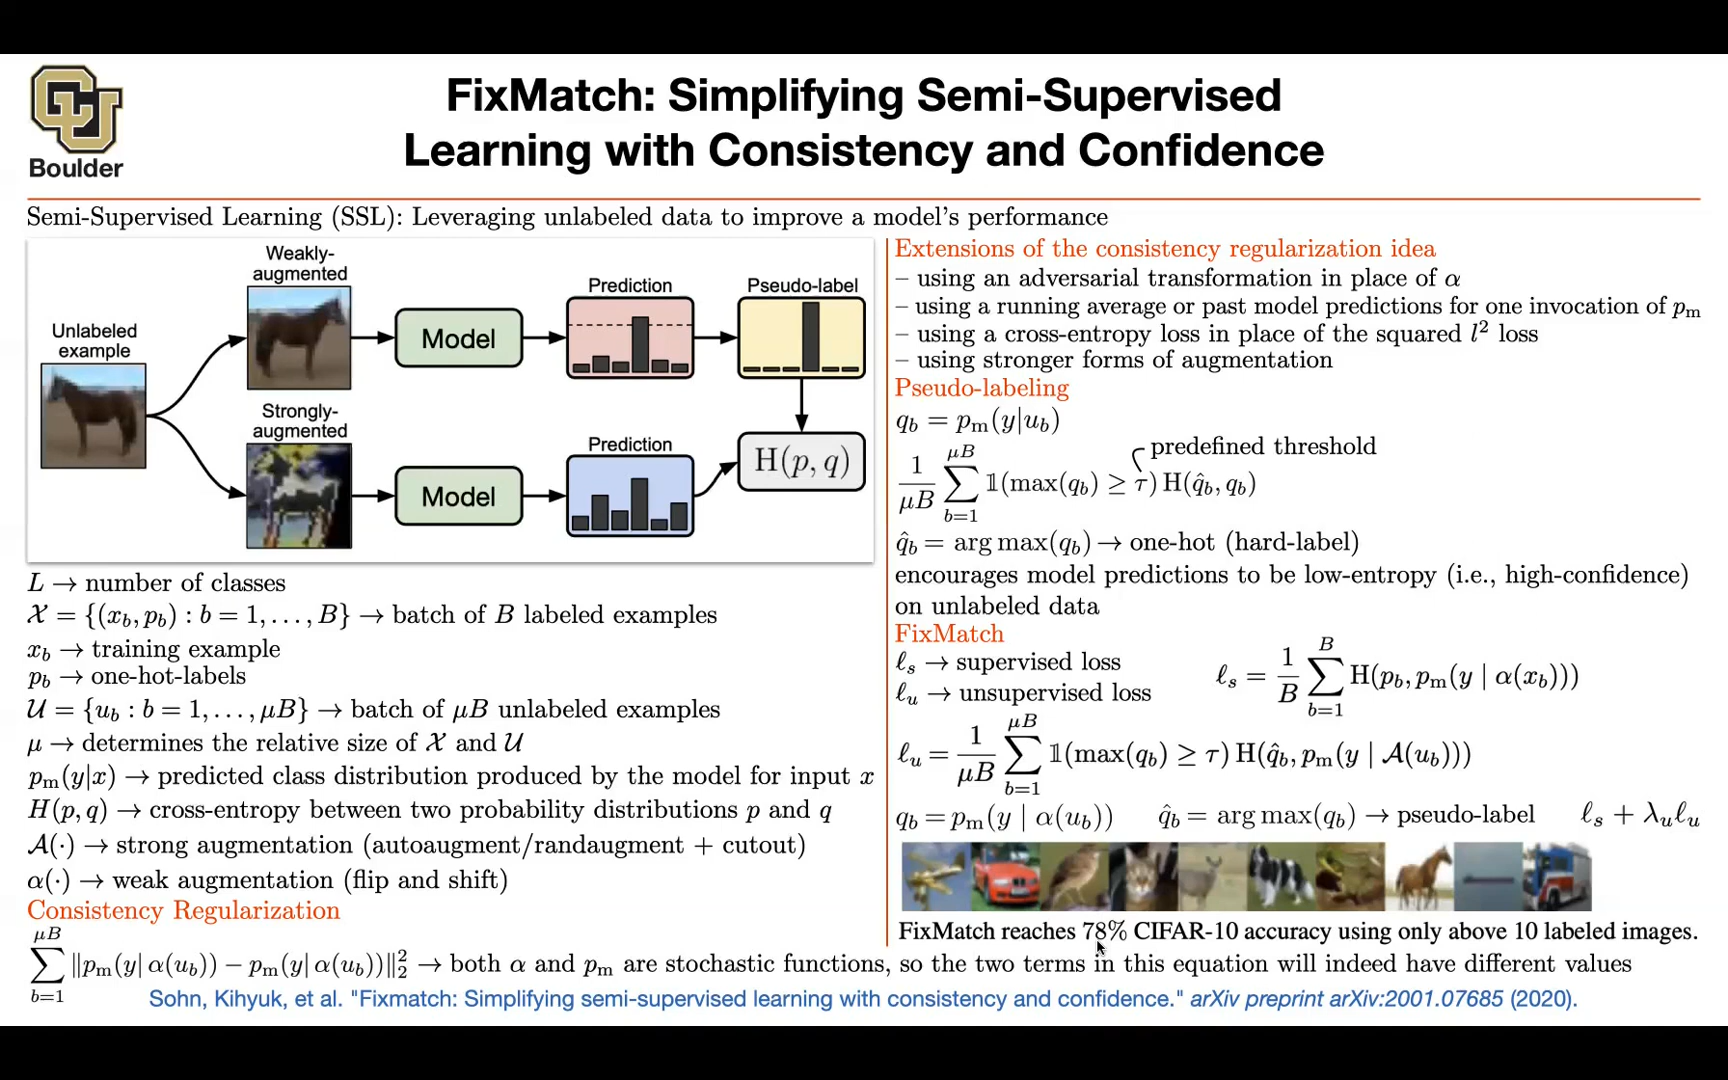 CU
Boulder
FixMatch: Simplifying Semi-Supervised
Learning with Consistency and Confidence
Semi-Supervised Learning (SSL): Leveraging unlabeled data to improve a model's performance
Unlabeled
example
Weakly-
augmented
Model
Prediction
Pseudo-label
Strongly-
augmented
Model
Prediction
H(p, q)
L → number of classes
𝒳 = {(x_b, p_b) : b = 1, . . . , B} → batch of B labeled examples
x_b → training example
p_b → one-hot-labels
𝒰 = {u_b : b = 1, . . . , μB} → batch of μB unlabeled examples
μ → determines the relative size of 𝒳 and 𝒰
p_m(y|x) → predicted class distribution produced by the model for input x
H(p, q) → cross-entropy between two probability distributions p and q
𝒜(·) → strong augmentation (autoaugment/randaugment + cutout)
α(·) → weak augmentation (flip and shift)
Consistency Regularization
∑_{b=1}^{μB} ‖p_m(y| α(u_b)) − p_m(y| α(u_b))‖_2^2 → both α and p_m are stochastic functions, so the two terms in this equation will indeed have different values
Extensions of the consistency regularization idea
– using an adversarial transformation in place of α
– using a running average or past model predictions for one invocation of p_m
– using a cross-entropy loss in place of the squared l^2 loss
– using stronger forms of augmentation
Pseudo-labeling
q_b = p_m(y|u_b)
predefined threshold
1/μB ∑_{b=1}^{μB} 𝟙(max(q_b) ≥ τ) H(q̂_b, q_b)
q̂_b = arg max(q_b) → one-hot (hard-label)
encourages model predictions to be low-entropy (i.e., high-confidence)
on unlabeled data
FixMatch
ℓ_s → supervised loss
ℓ_u → unsupervised loss
ℓ_s = 1/B ∑_{b=1}^{B} H(p_b, p_m(y | α(x_b)))
ℓ_u = 1/μB ∑_{b=1}^{μB} 𝟙(max(q_b) ≥ τ) H(q̂_b, p_m(y | 𝒜(u_b)))
q_b = p_m(y | α(u_b)) q̂_b = arg max(q_b) → pseudo-label ℓ_s + λ_uℓ_u
FixMatch reaches 78% CIFAR-10 accuracy using only above 10 labeled images.
Sohn, Kihyuk, et al. "Fixmatch: Simplifying semi-supervised learning with consistency and confidence." arXiv preprint arXiv:2001.07685 (2020).